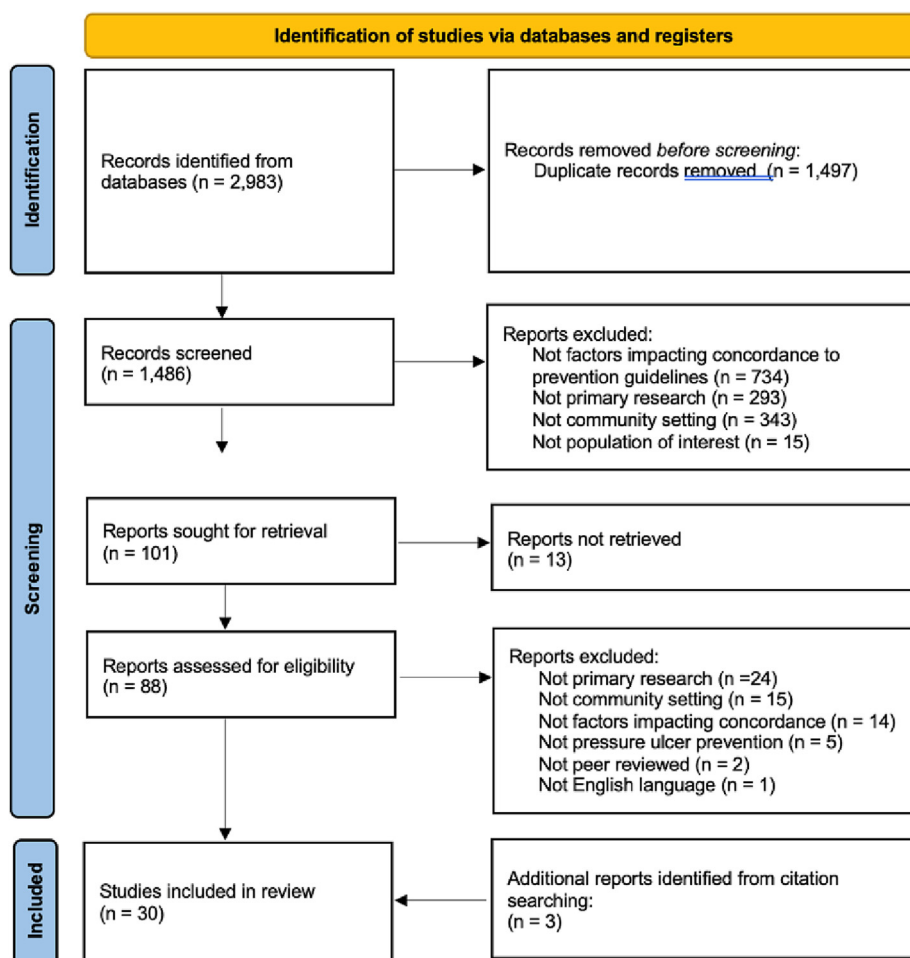 Identification of studies via databases and registers
Identification
Records identified from
databases (n = 2,983)
Records removed before screening:
Duplicate records removed  (n = 1,497)
Screening
Records screened
(n = 1,486)
Reports excluded:
Not factors impacting concordance to
prevention guidelines (n = 734)
Not primary research (n = 293)
Not community setting (n = 343)
Not population of interest (n = 15)
Reports sought for retrieval
(n = 101)
Reports not retrieved
(n = 13)
Reports assessed for eligibility
(n = 88)
Reports excluded:
Not primary research (n =24)
Not community setting (n = 15)
Not factors impacting concordance (n = 14)
Not pressure ulcer prevention (n = 5)
Not peer reviewed (n = 2)
Not English language (n = 1)
Included
Studies included in review
(n = 30)
Additional reports identified from citation
searching:
(n = 3)